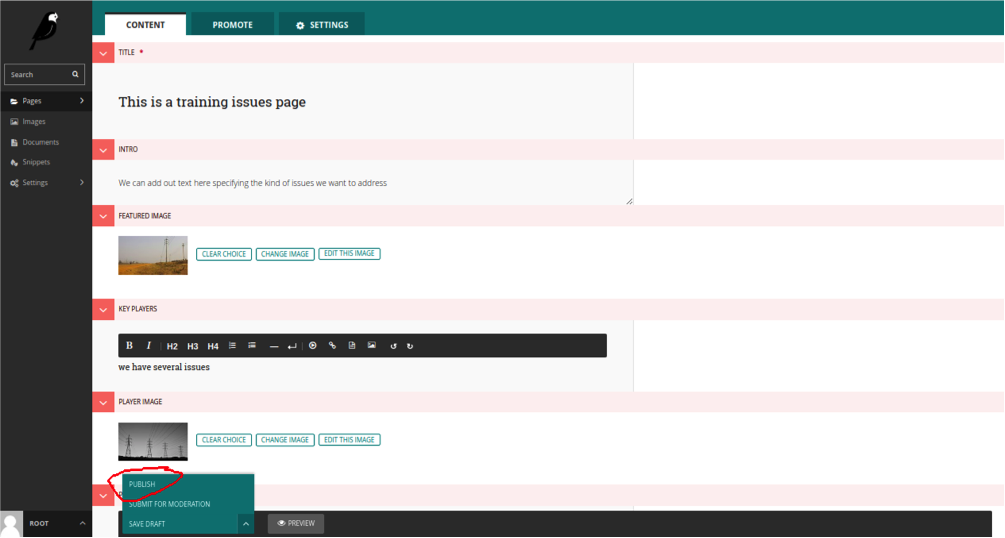 CONTENT
PROMOTE
SETTINGS
Search
Pages
Images
Documents
Snippets
Settings
TITLE *
This is a training issues page
INTRO
We can add out text here specifying the kind of issues we want to address
FEATURED IMAGE
CLEAR CHOICE
CHANGE IMAGE
EDIT THIS IMAGE
KEY PLAYERS
B I H2 H3 H4
we have several issues
PLAYER IMAGE
CLEAR CHOICE
CHANGE IMAGE
EDIT THIS IMAGE
PUBLISH
SUBMIT FOR MODERATION
SAVE DRAFT
PREVIEW
ROOT